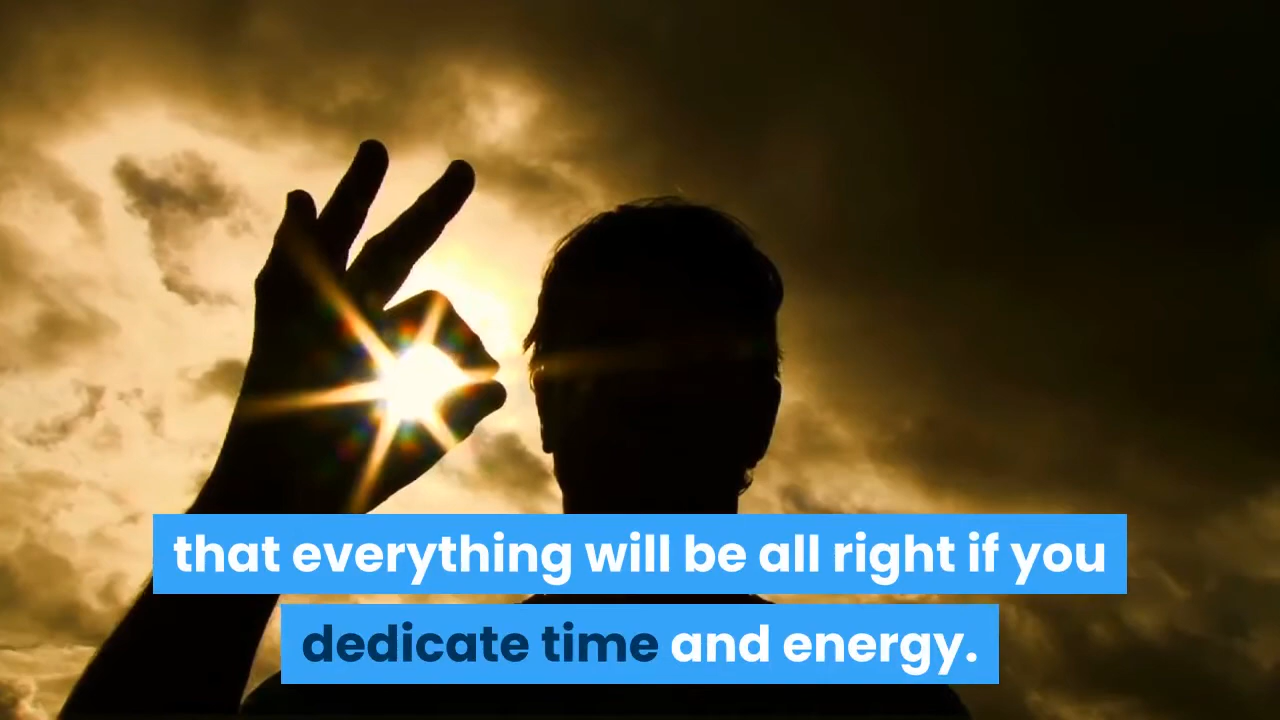 that everything will be all right if you
dedicate time and energy.